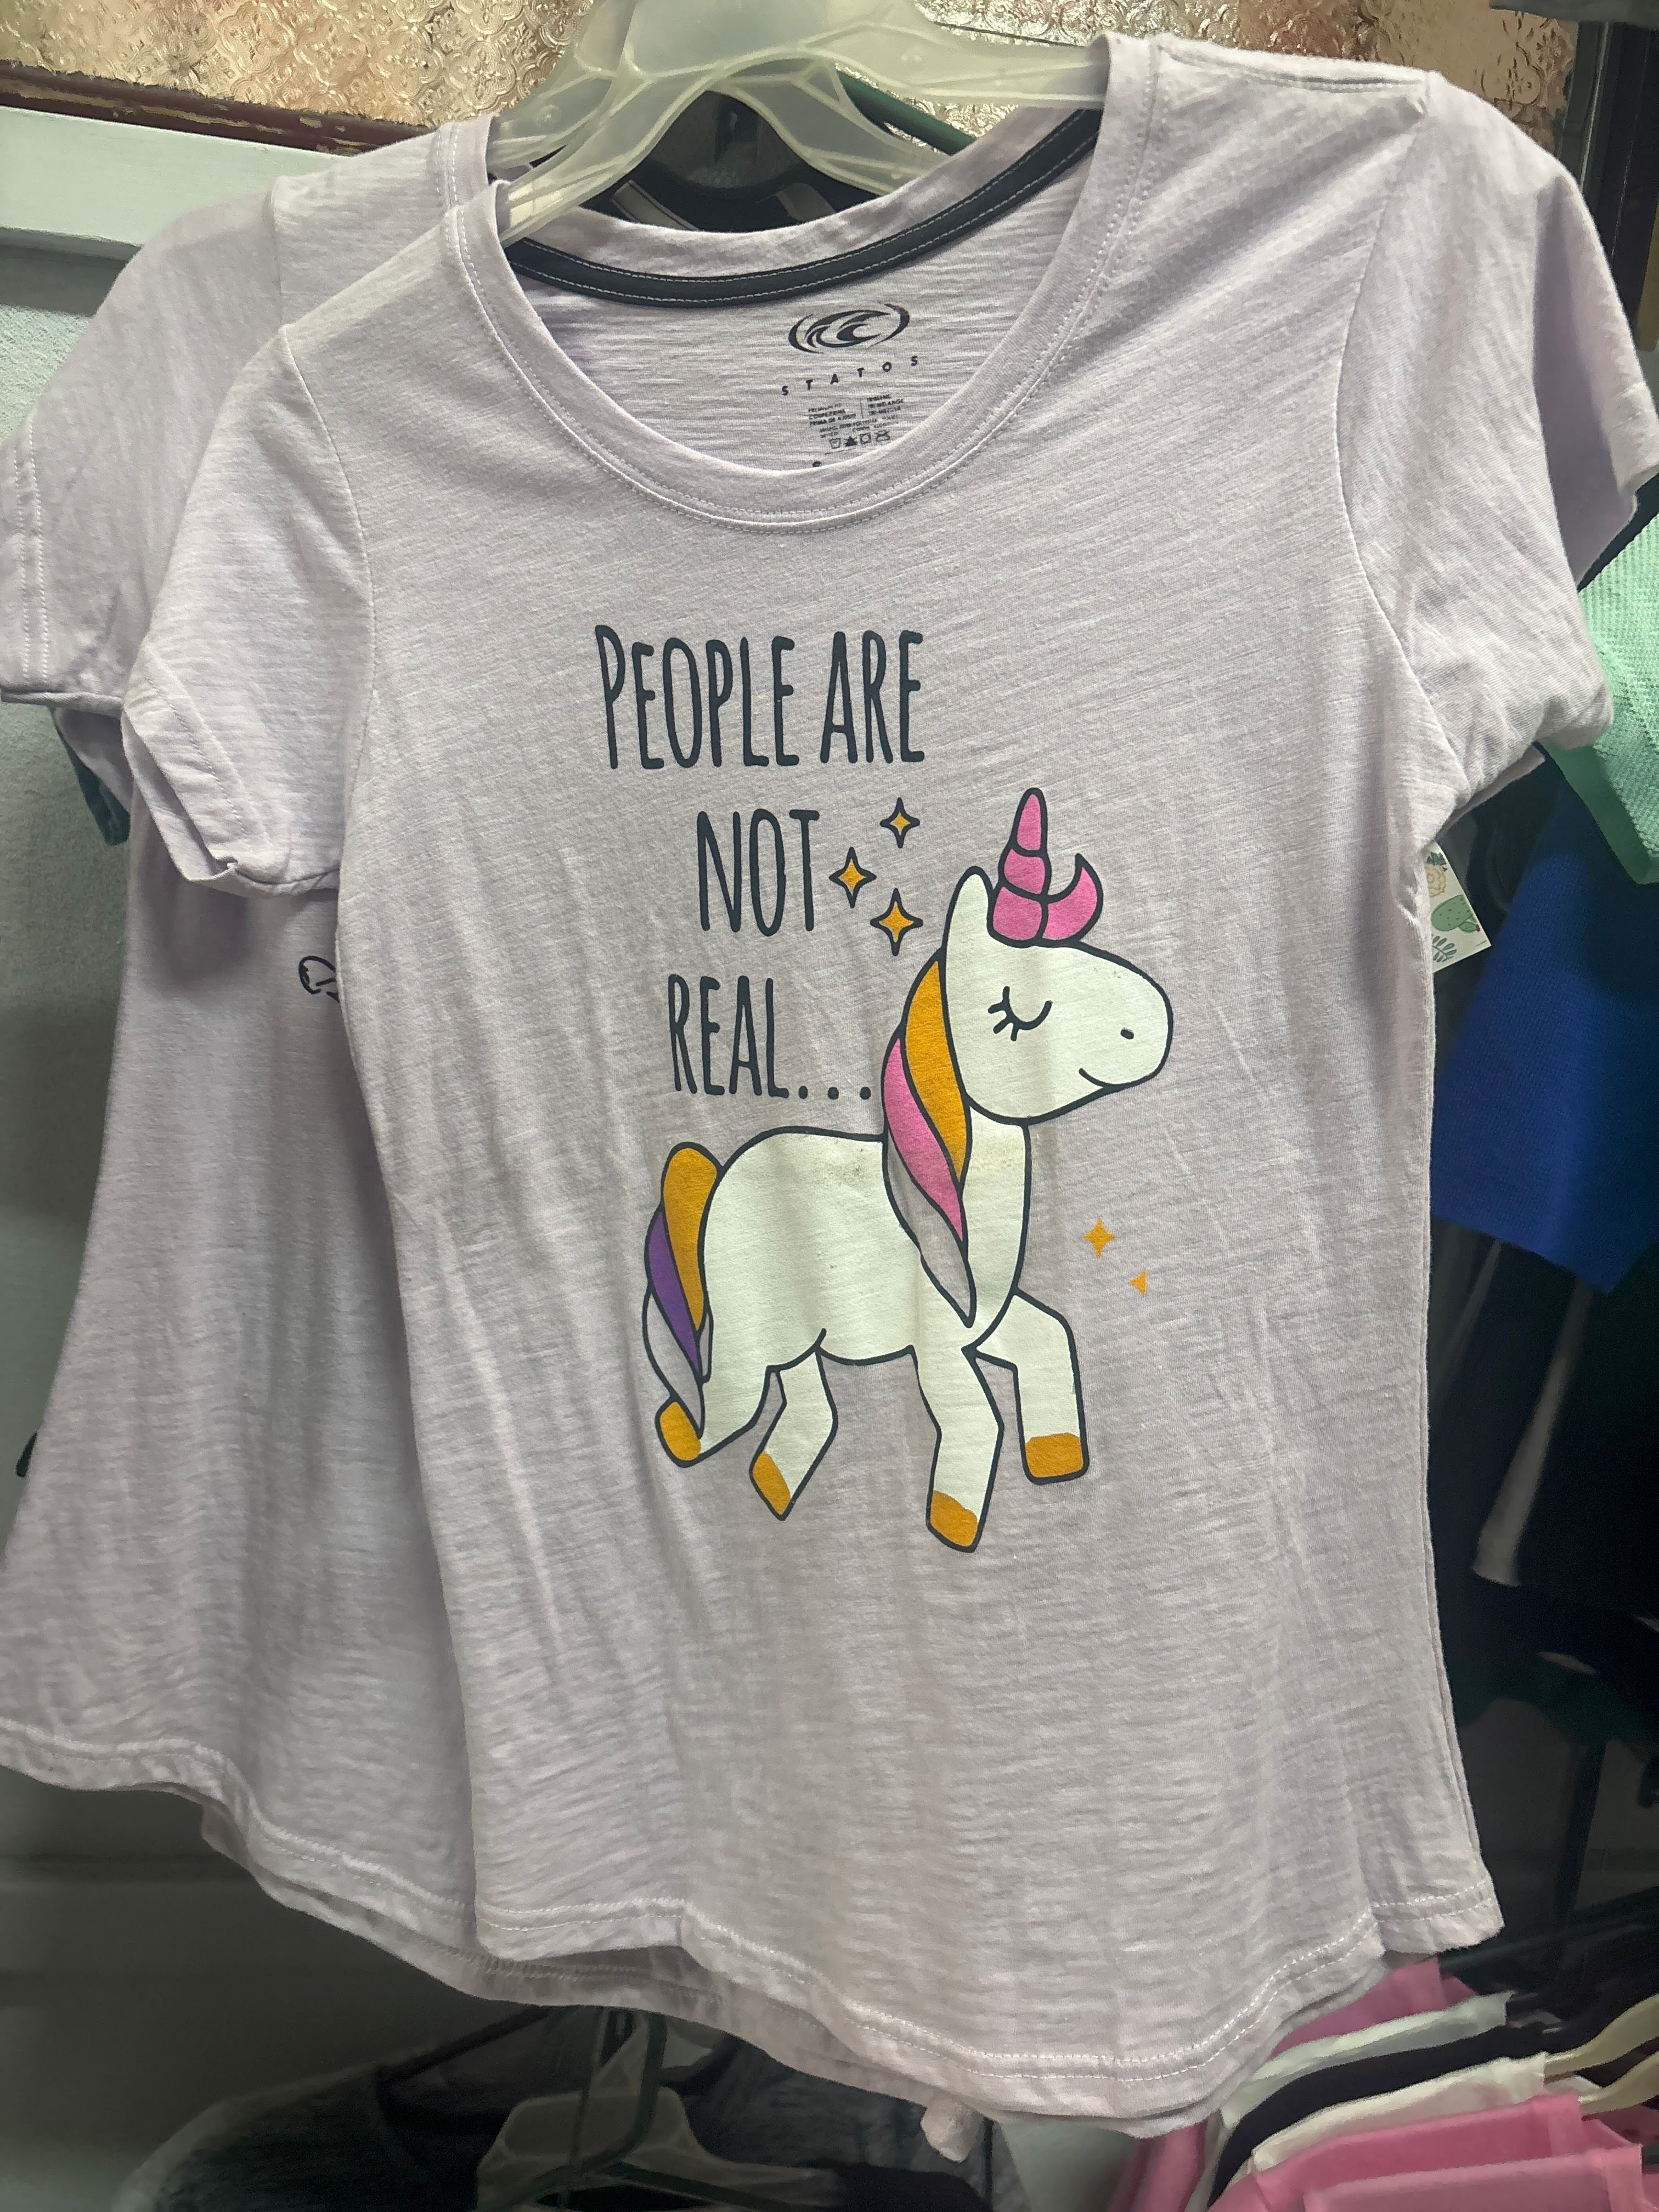 STATOS
PEOPLE ARE
NOT
REAL...